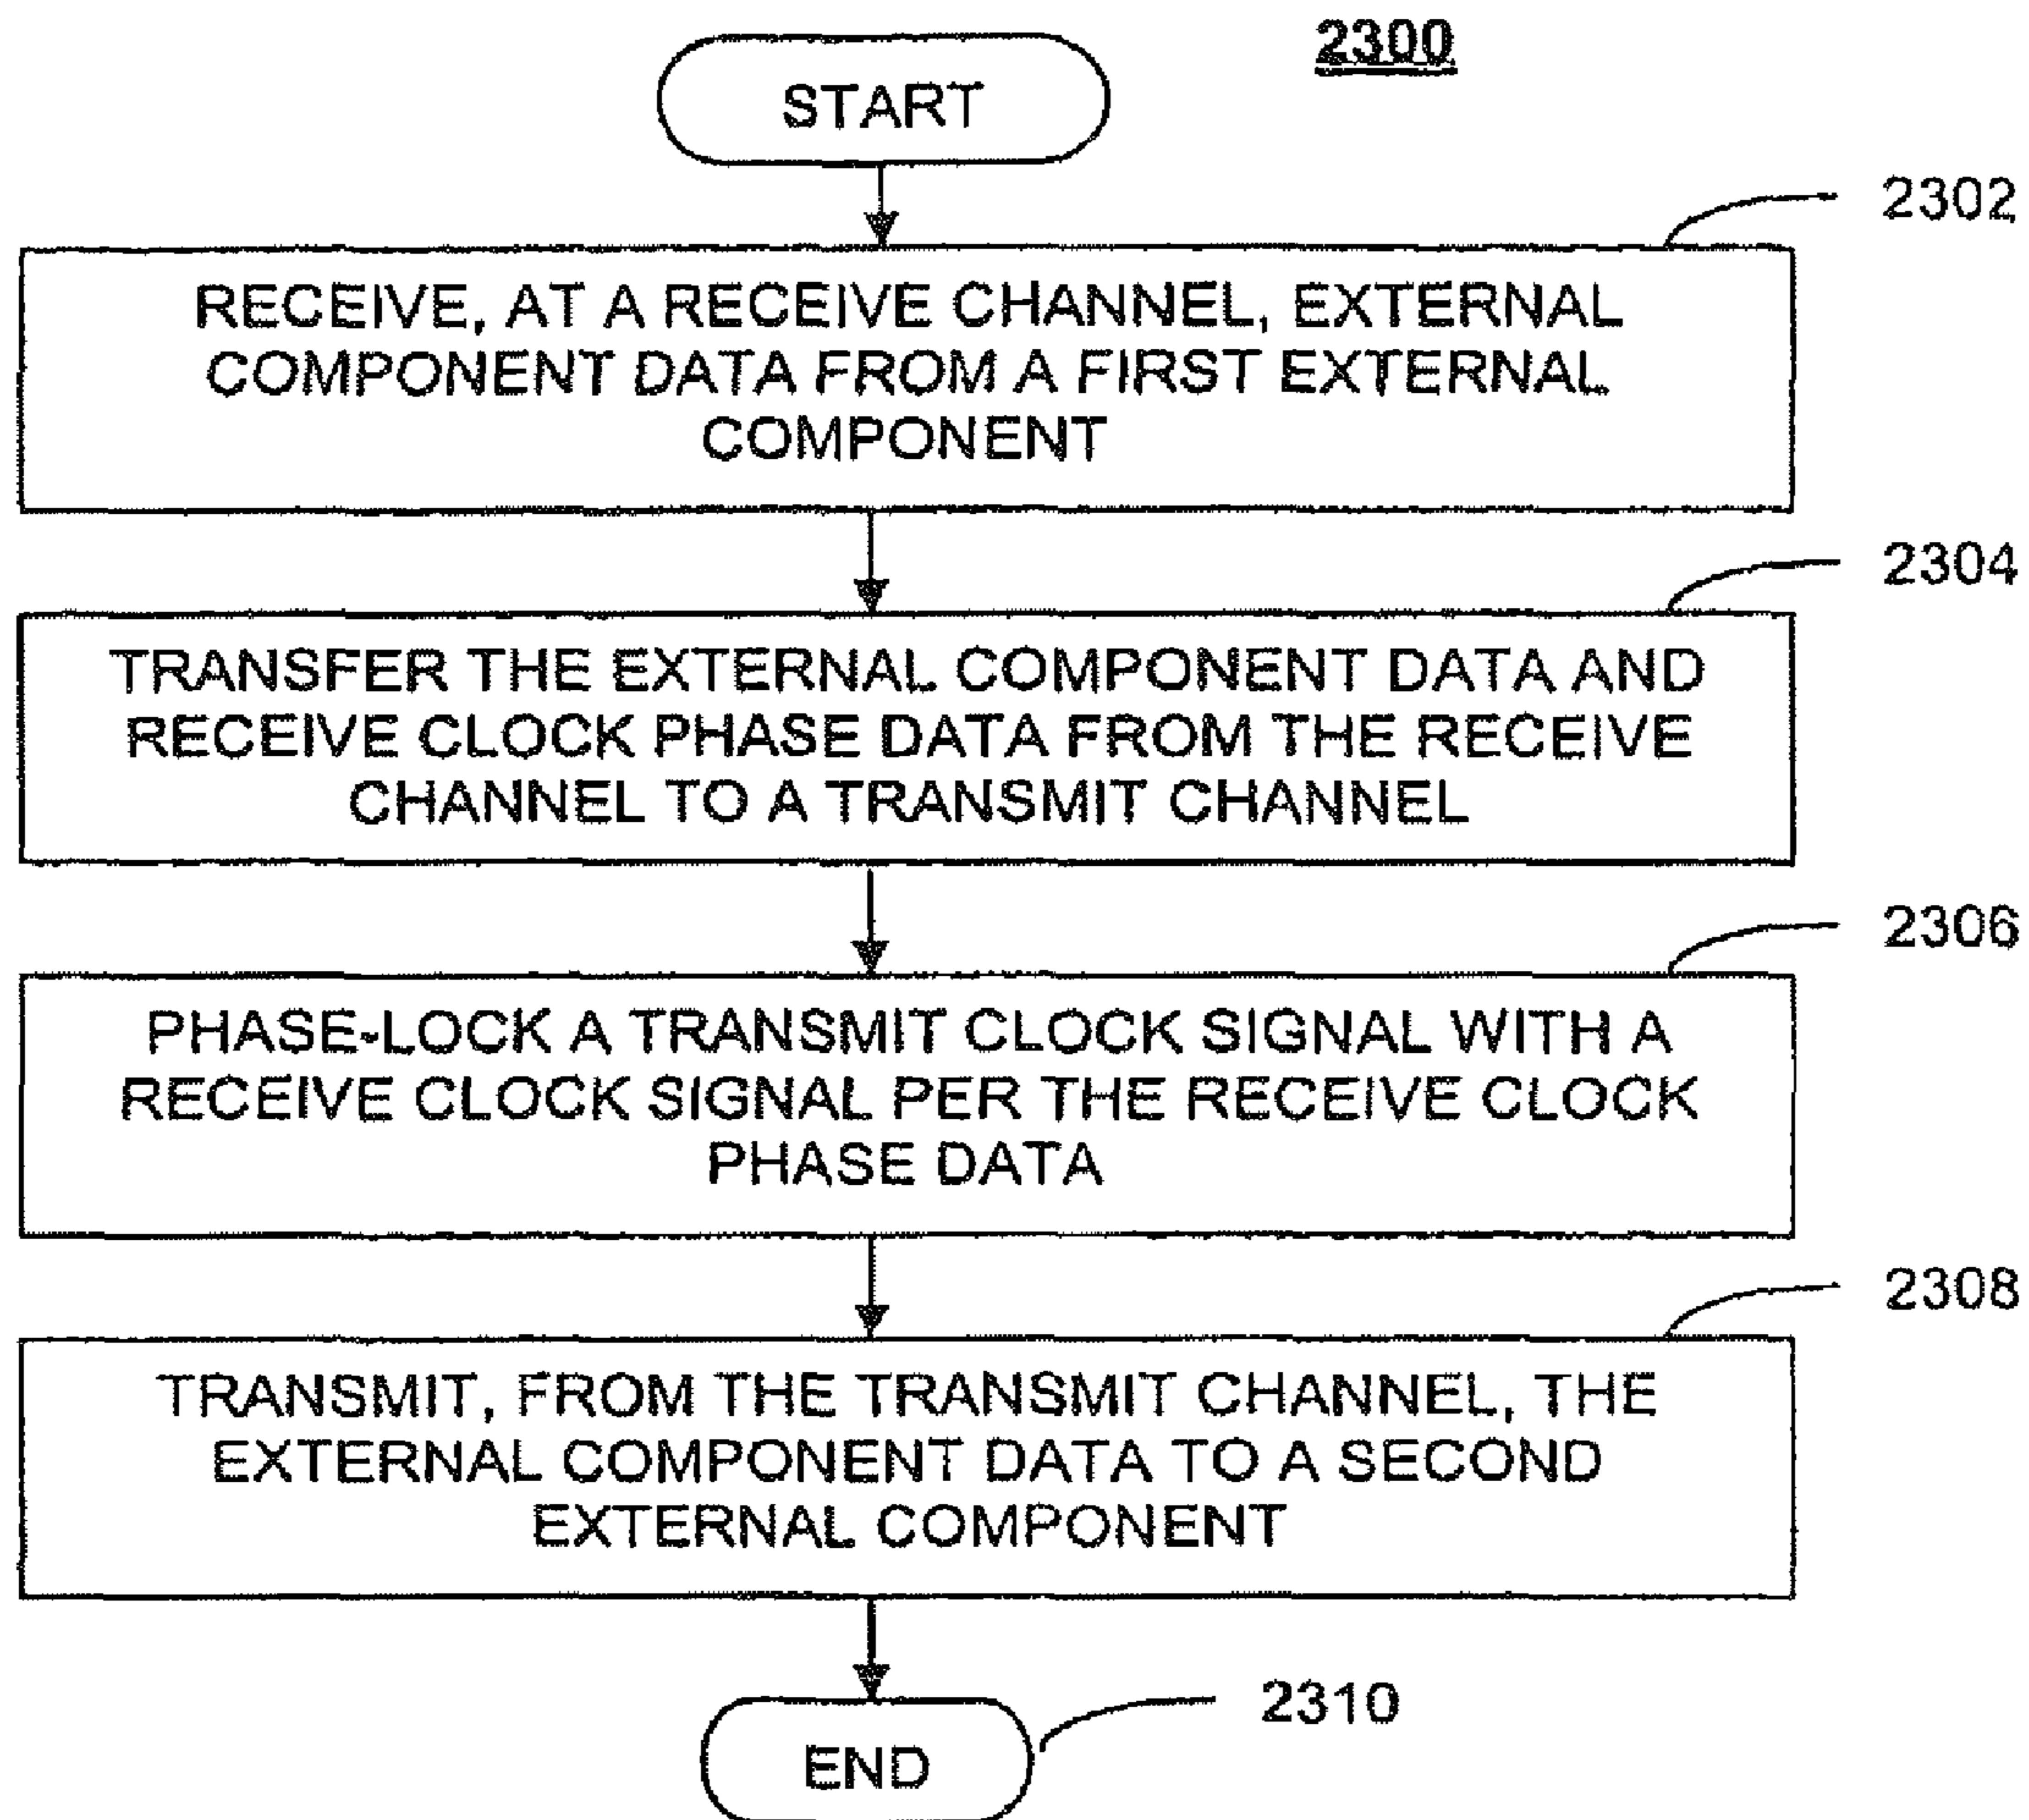 2300
START
2302
RECEIVE, AT A RECEIVE CHANNEL, EXTERNAL
COMPONENT DATA FROM A FIRST EXTERNAL
COMPONENT
2304
TRANSFER THE EXTERNAL COMPONENT DATA AND
RECEIVE CLOCK PHASE DATA FROM THE RECEIVE
CHANNEL TO A TRANSMIT CHANNEL
2306
PHASE-LOCK A TRANSMIT CLOCK SIGNAL WITH A
RECEIVE CLOCK SIGNAL PER THE RECEIVE CLOCK
PHASE DATA
2308
TRANSMIT, FROM THE TRANSMIT CHANNEL, THE
EXTERNAL COMPONENT DATA TO A SECOND
EXTERNAL COMPONENT
2310
END